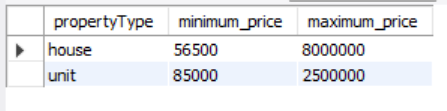 propertyType minimum_price maximum_price
house 56500 8000000
unit 85000 2500000